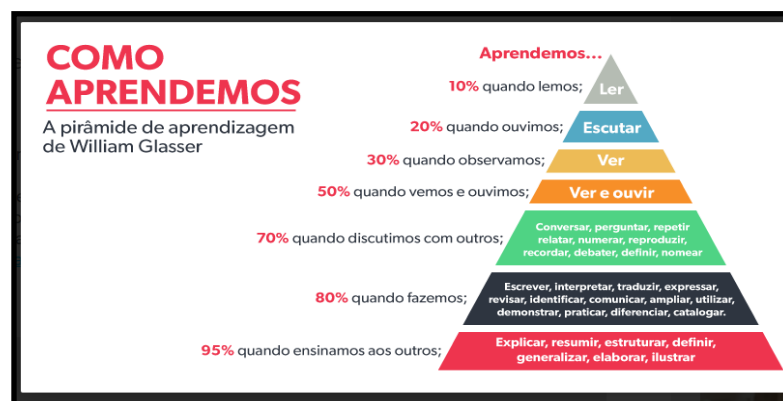 COMO
APRENDEMOS
A pirâmide de aprendizagem
de William Glasser
Aprendemos...
10% quando lemos;
Ler
20% quando ouvimos;
Escutar
30% quando observamos;
Ver
50% quando vemos e ouvimos;
Ver e ouvir
70% quando discutimos com outros;
Conversar, perguntar, repetir
relatar, numerar, reproduzir,
recordar, debater, definir, nomear
80% quando fazemos;
Escrever, interpretar, traduzir, expressar,
revisar, identificar, comunicar, ampliar, utilizar,
demonstrar, praticar, diferenciar, catalogar.
95% quando ensinamos aos outros;
Explicar, resumir, estruturar, definir,
generalizar, elaborar, ilustrar